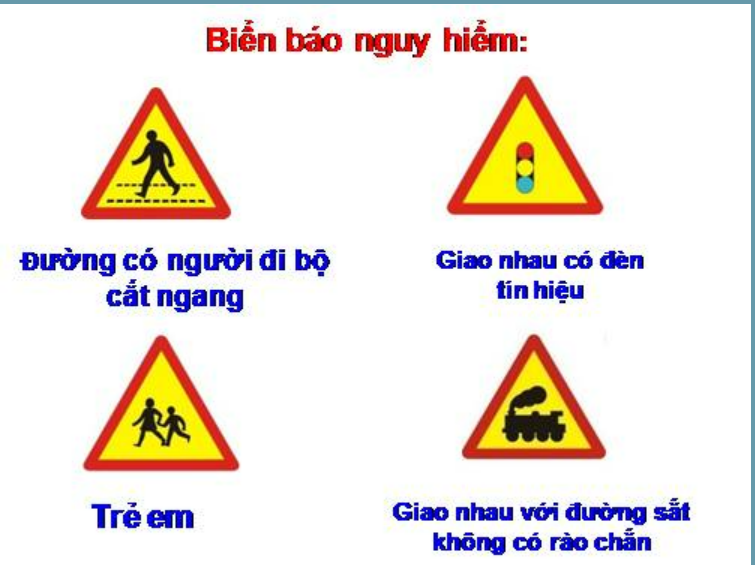 Biển báo nguy hiểm:
Đường có người đi bộ
cắt ngang
Giao nhau có đèn
tín hiệu
Trẻ em
Giao nhau với đường sắt
không có rào chắn